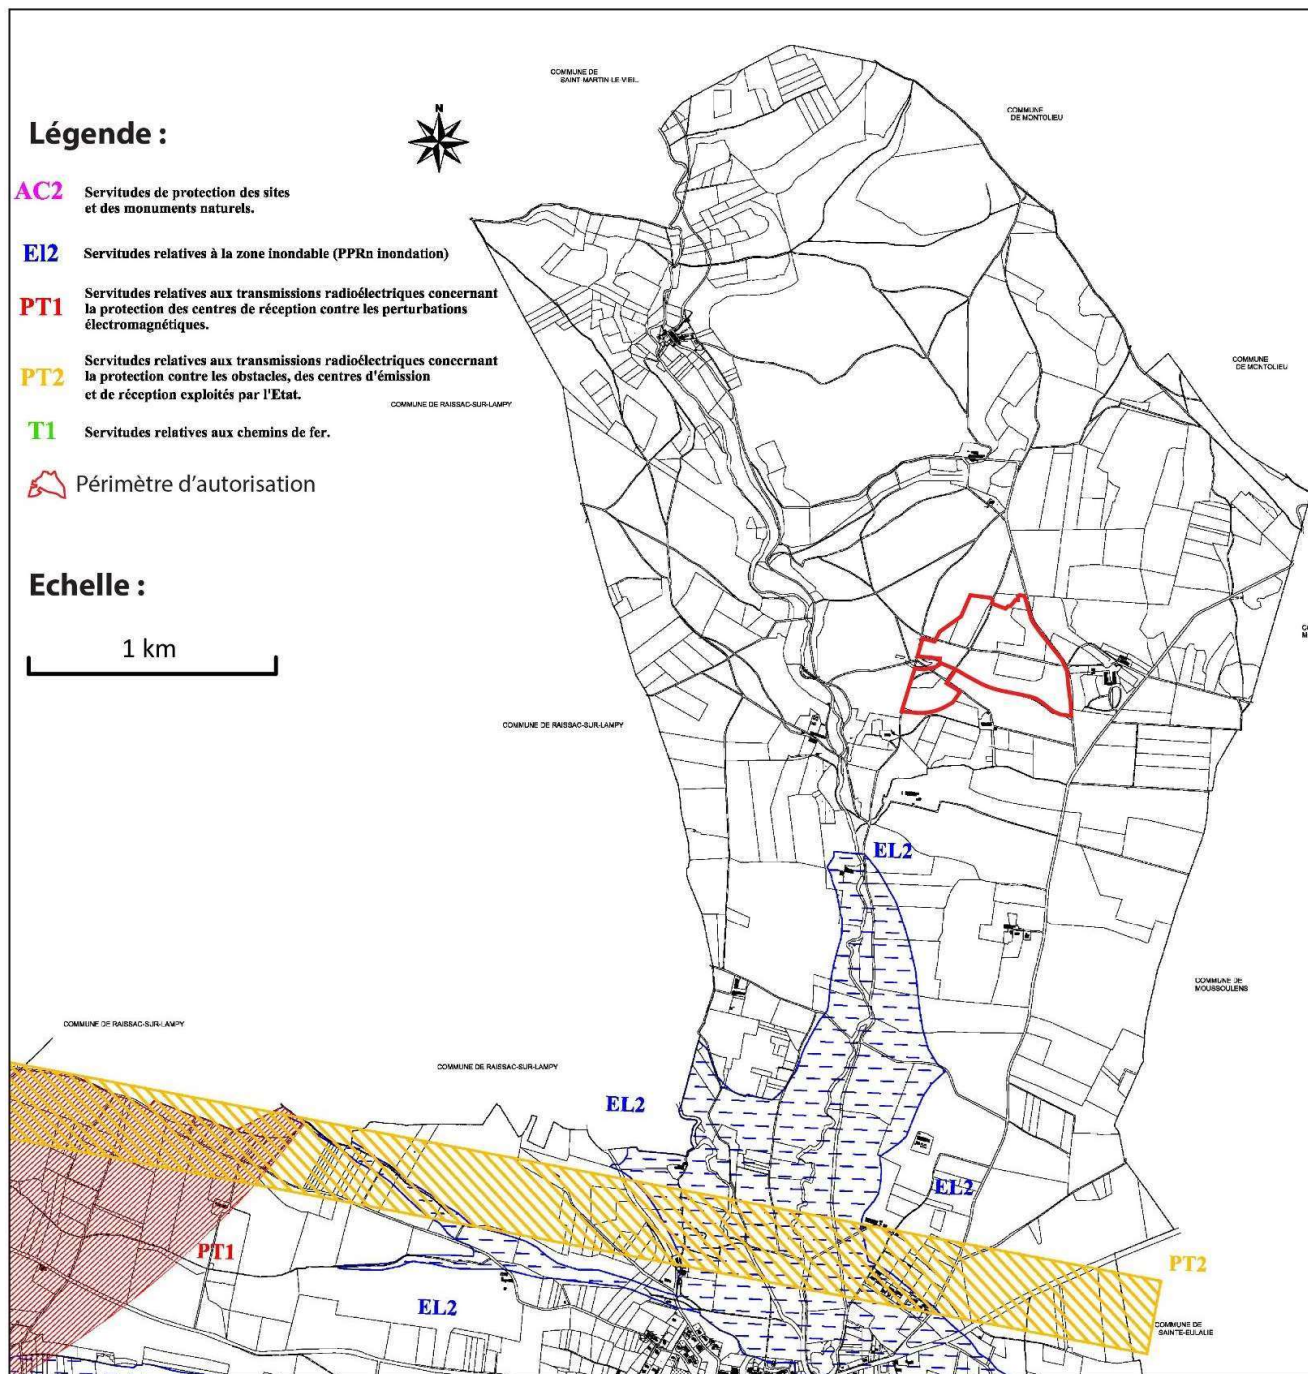 COMMUNE DE
SAINT MARTIN LE VIEIL
COMMUNE
DE MONTOLIEU
N
Légende :
AC2 Servitudes de protection des sites
et des monuments naturels.
El2 Servitudes relatives à la zone inondable (PPRn inondation)
PT1 Servitudes relatives aux transmissions radioélectriques concernant
la protection des centres de réception contre les perturbations
électromagnétiques.
PT2 Servitudes relatives aux transmissions radioélectriques concernant
la protection contre les obstacles, des centres d'émission
et de réception exploités par l'Etat.
T1 Servitudes relatives aux chemins de fer.
Périmètre d'autorisation
COMMUNE
DE MONTOLIEU
COMMUNE DE RAISSAC-SUR-LAMPY
Echelle :
1 km
COMMUNE DE RAISSAC-SUR-LAMPY
EL2
COMMUNE DE
MOUSSOULENS
COMMUNE DE RAISSAC-SUR-LAMPY
COMMUNE DE RAISSAC-SUR-LAMPY
EL2
EL2
PT1
PT2
EL2
COMMUNE DE
SAINTE-EULALIE